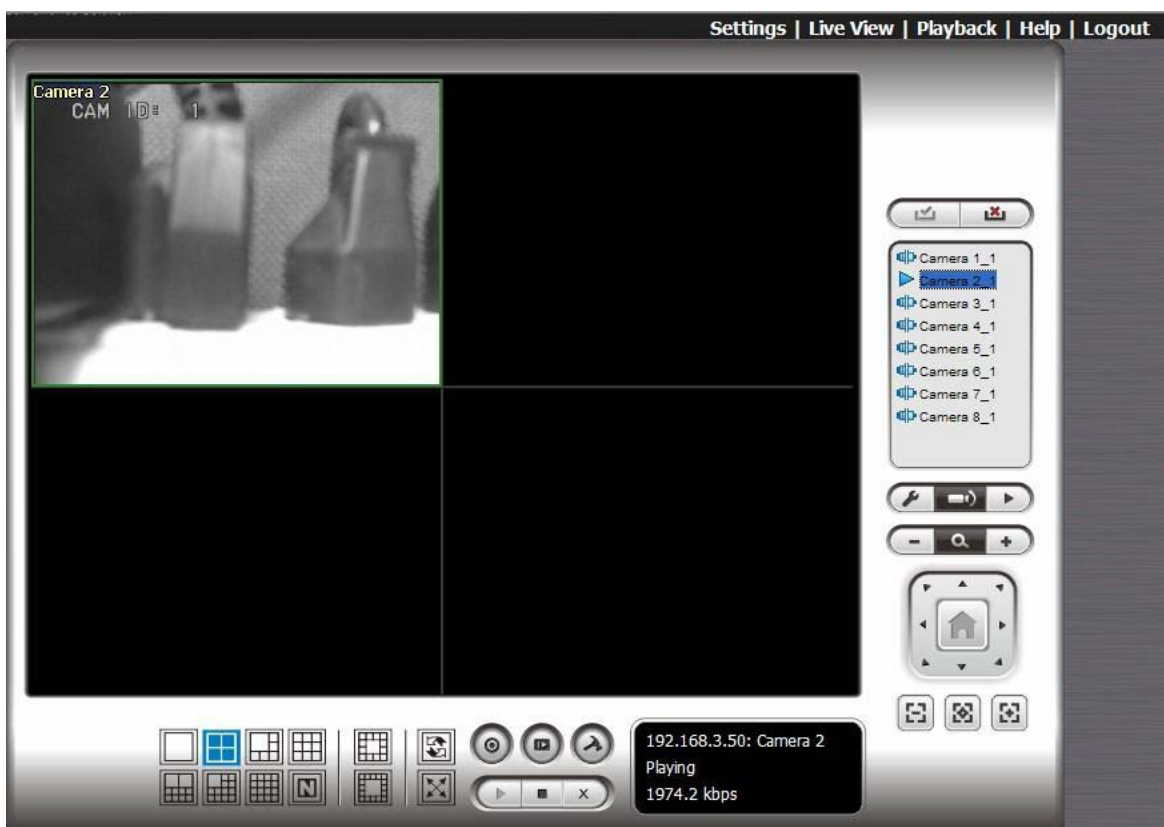 Settings | Live View | Playback | Help | Logout
Camera 2
CAM ID: 1
Camera 1_1
Camera 2_1
Camera 3_1
Camera 4_1
Camera 5_1
Camera 6_1
Camera 7_1
Camera 8_1
N
192.168.3.50: Camera 2
Playing
1974.2 kbps